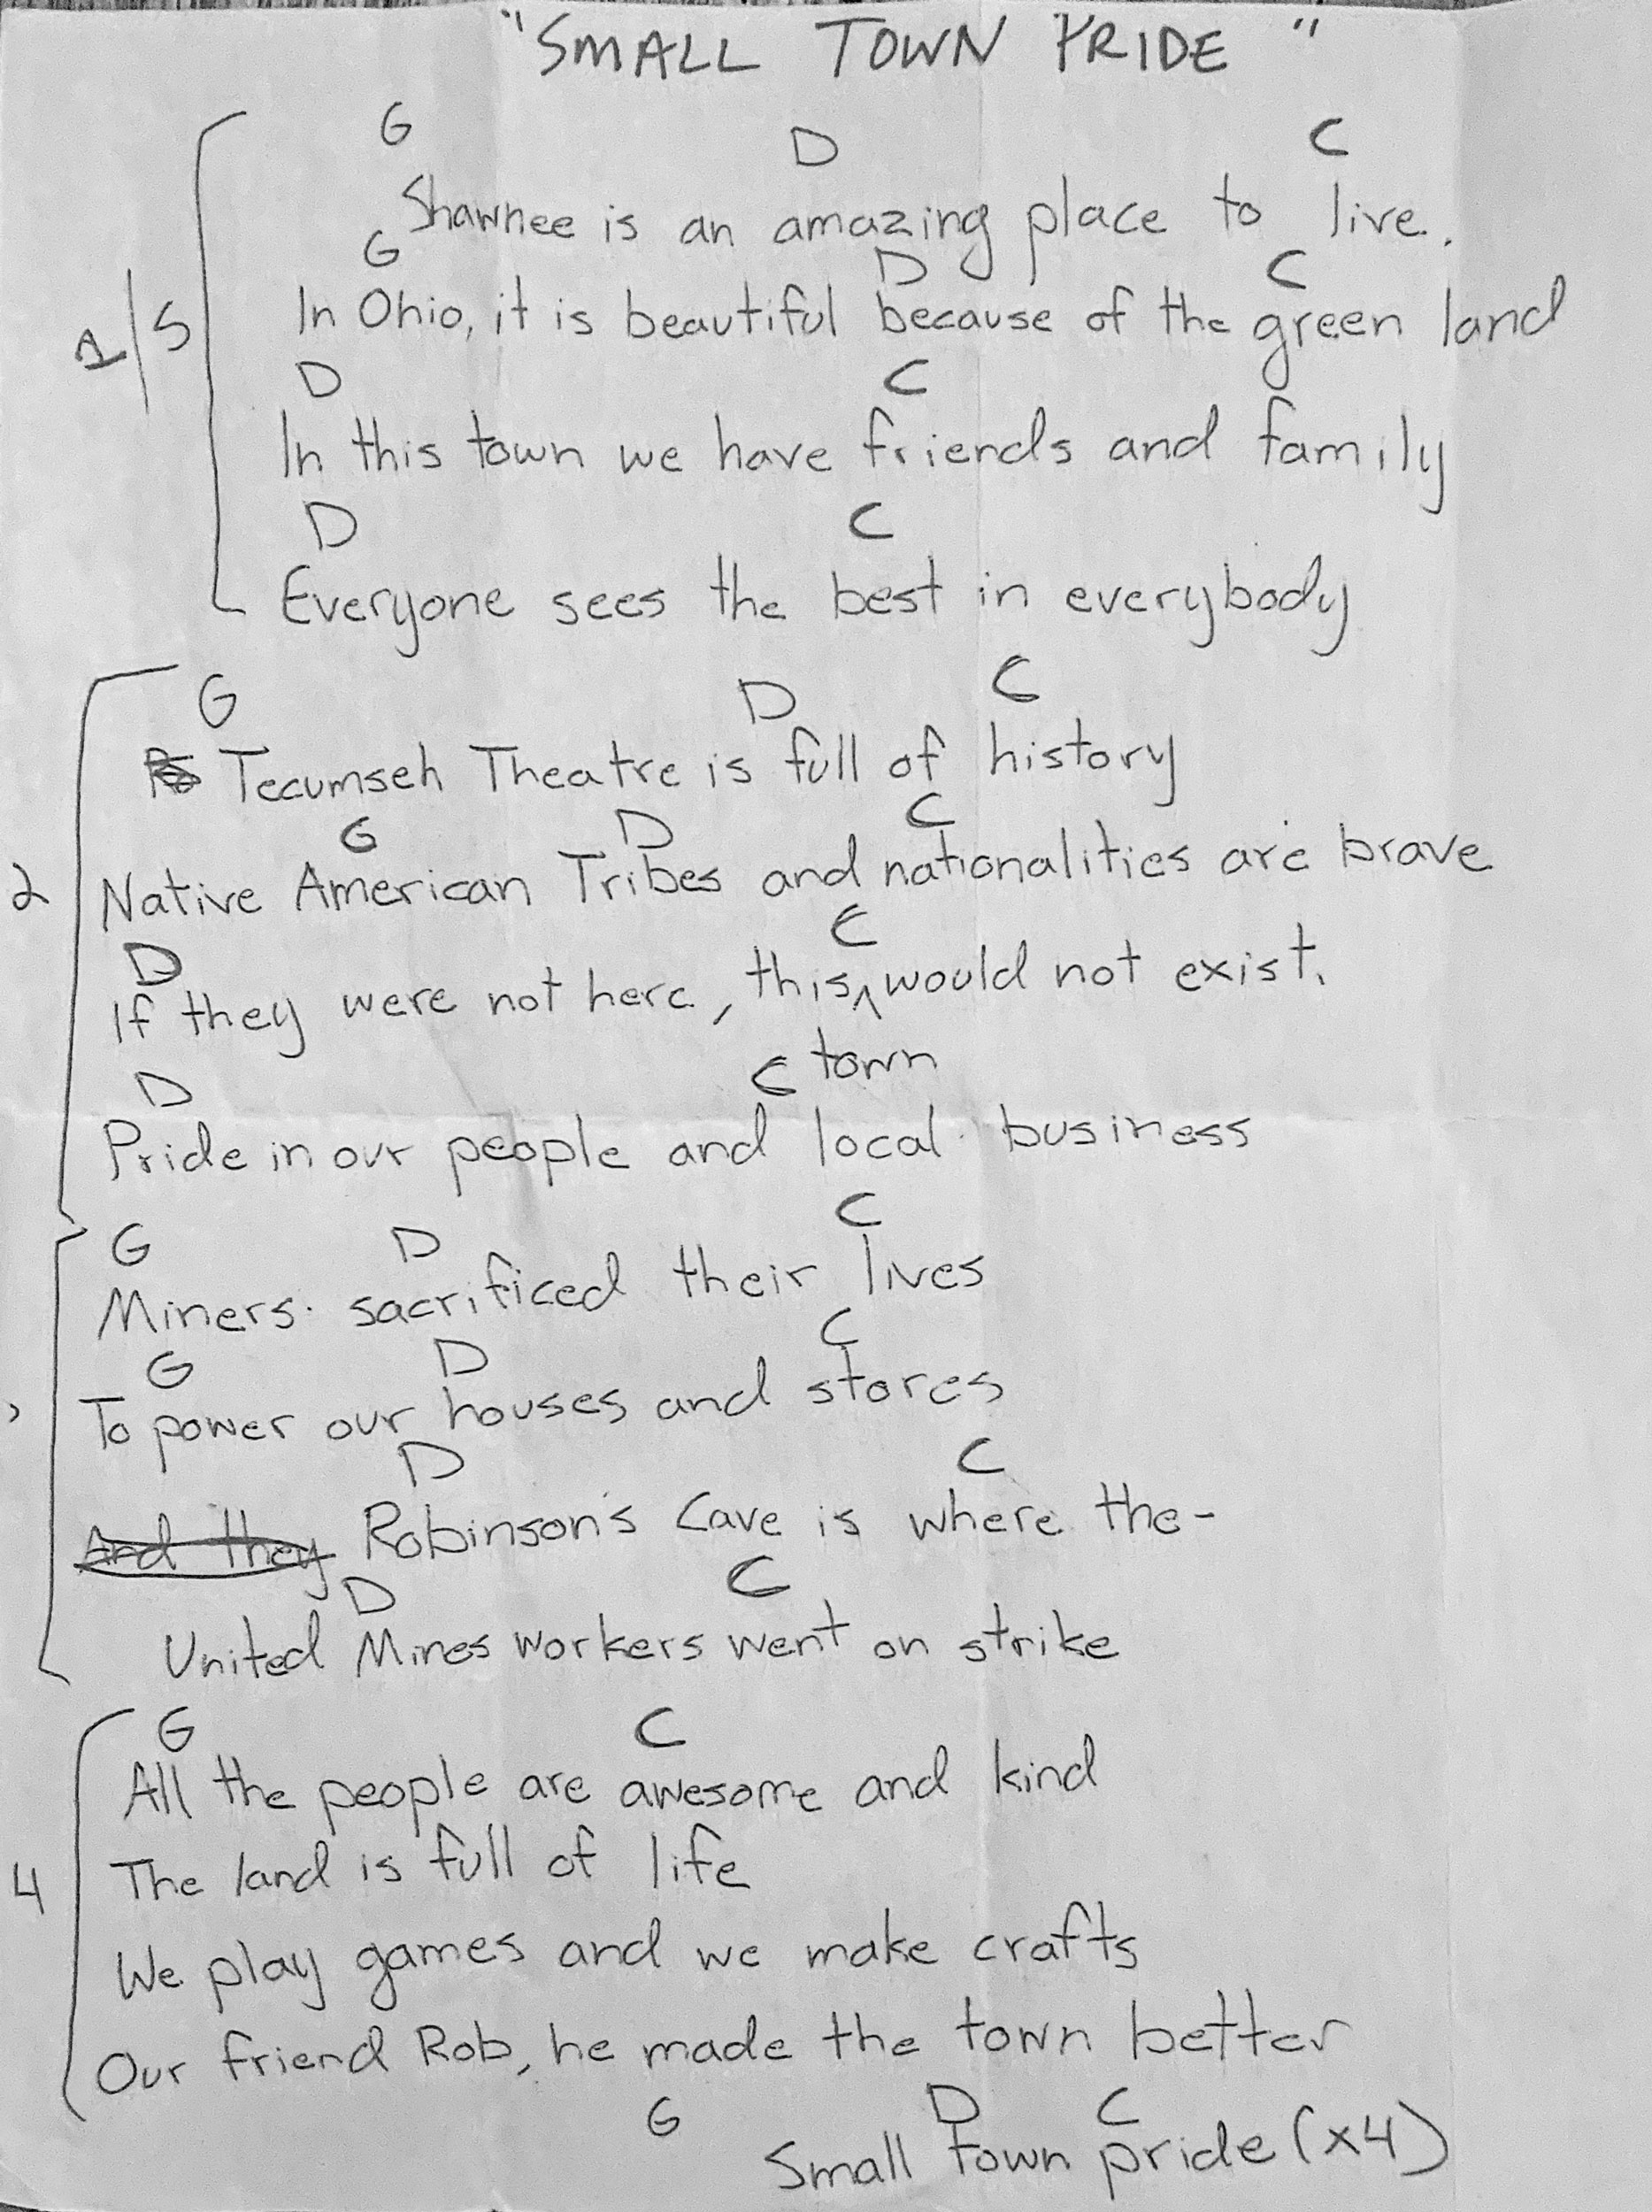 "SMALL TOWN PRIDE"
G D C
Shawnee is an amazing place to live.
G D C
1/5 In Ohio, it is beautiful because of the green land
D C
In this town we have friends and family
D C
Everyone sees the best in everybody
G D C
Tecumseh Theatre is full of history
G D C
2 Native American Tribes and nationalities are brave
D C
If they were not here, this ^ would not exist.
town
D C
Pride in our people and local business
G D C
Miners sacrificed their lives
G D C
To power our houses and stores
D C
And they Robinson's Cave is where the-
D C
United Mines Workers went on strike
G C
All the people are awesome and kind
4 The land is full of life
We play games and we make crafts
Our friend Rob, he made the town better
G D C
Small town pride (x4)